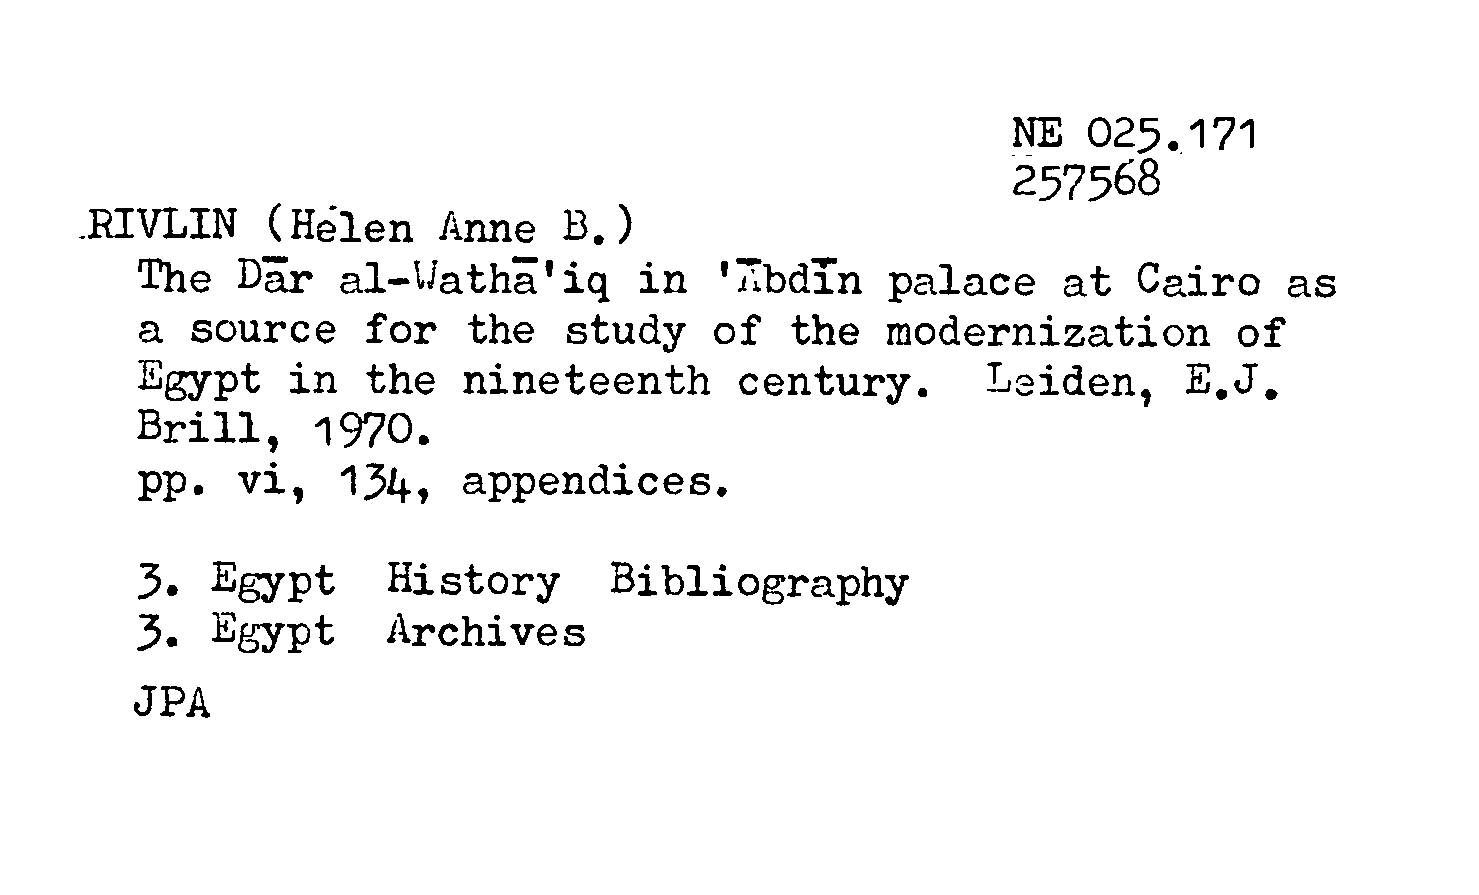 NE 025.171
257568
RIVLIN (Helen Anne B.)
The Dār al-Wathā'iq in 'Ābdīn palace at Cairo as
a source for the study of the modernization of
Egypt in the nineteenth century.  Leiden, E.J.
Brill, 1970.
pp. vi, 134, appendices.
3. Egypt  History  Bibliography
3. Egypt  Archives
JPA